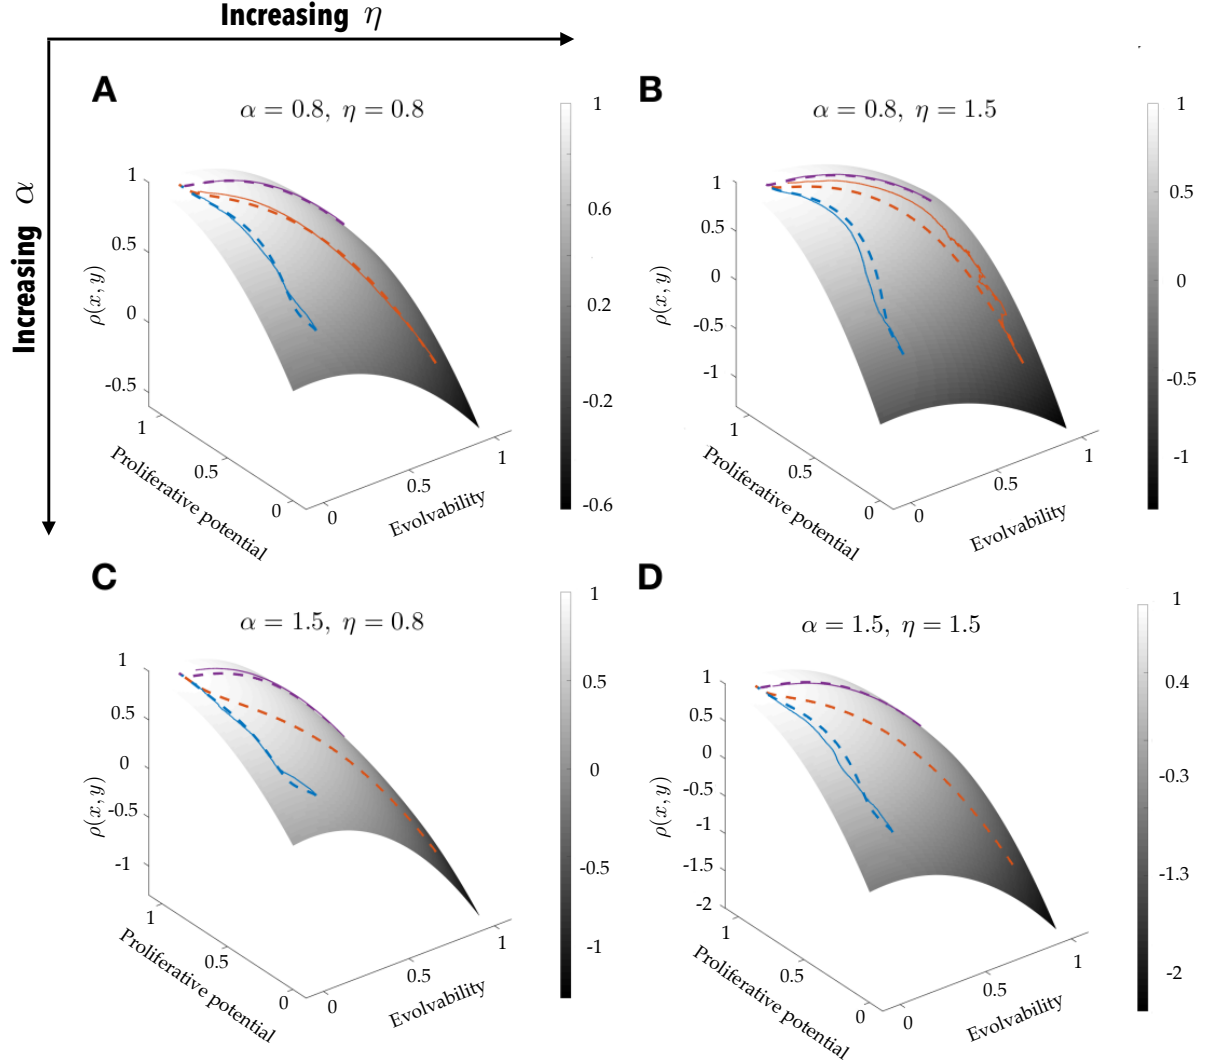 Increasing η
Increasing α
A
α = 0.8, η = 0.8
ρ(x, y)
1
0.5
0
-0.5
1
0.5
0
Proliferative potential
0
0.5
1
Evolvability
1
0.6
0.2
-0.2
-0.6
B
α = 0.8, η = 1.5
ρ(x, y)
1
0.5
0
-0.5
-1
1
0.5
0
Proliferative potential
0
0.5
1
Evolvability
1
0.5
0
-0.5
-1
C
α = 1.5, η = 0.8
ρ(x, y)
1
0.5
0
-0.5
-1
1
0.5
0
Proliferative potential
0
0.5
1
Evolvability
1
0.5
0
-0.5
-1
D
α = 1.5, η = 1.5
ρ(x, y)
1
0.5
0
-0.5
-1
-1.5
-2
1
0.5
0
Proliferative potential
0
0.5
1
Evolvability
1
0.4
-0.3
-1.3
-2